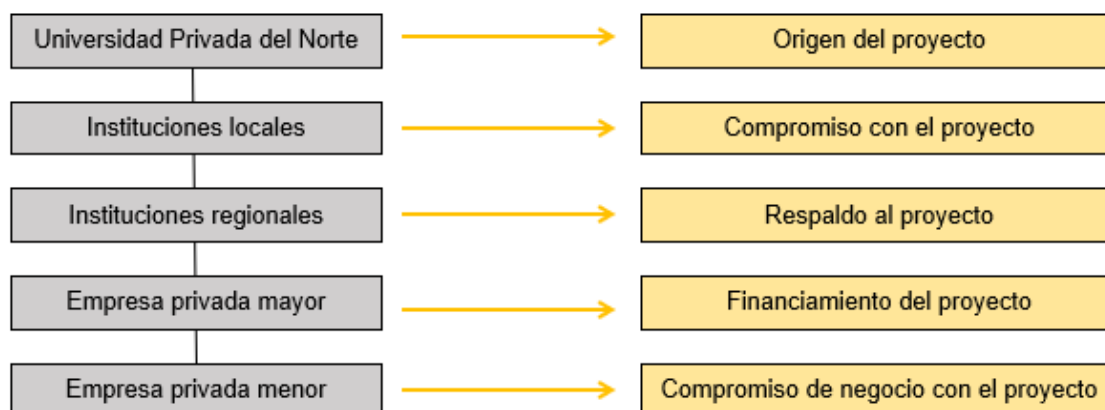 Universidad Privada del Norte
Origen del proyecto
Instituciones locales
Compromiso con el proyecto
Instituciones regionales
Respaldo al proyecto
Empresa privada mayor
Financiamiento del proyecto
Empresa privada menor
Compromiso de negocio con el proyecto